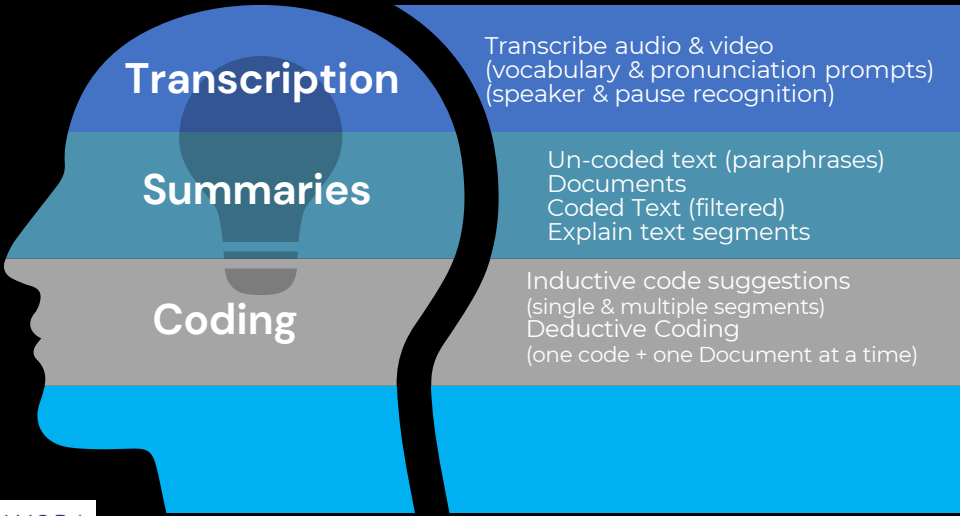 Transcription
Transcribe audio & video
(vocabulary & pronunciation prompts)
(speaker & pause recognition)
Summaries
Un-coded text (paraphrases)
Documents
Coded Text (filtered)
Explain text segments
Coding
Inductive code suggestions
(single & multiple segments)
Deductive Coding
(one code + one Document at a time)